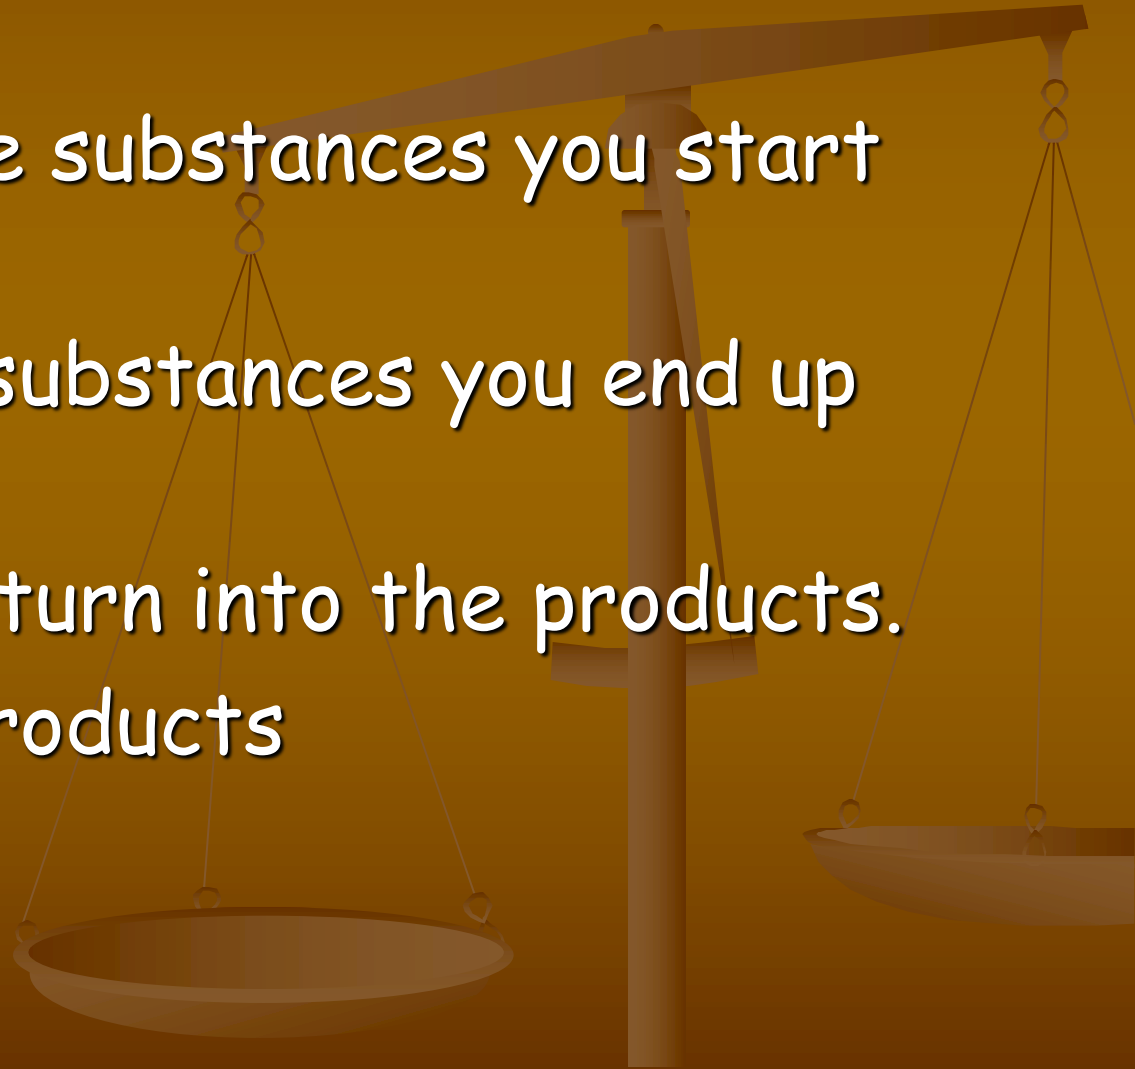 substances you start
substances you end up
turn into the products.
roducts